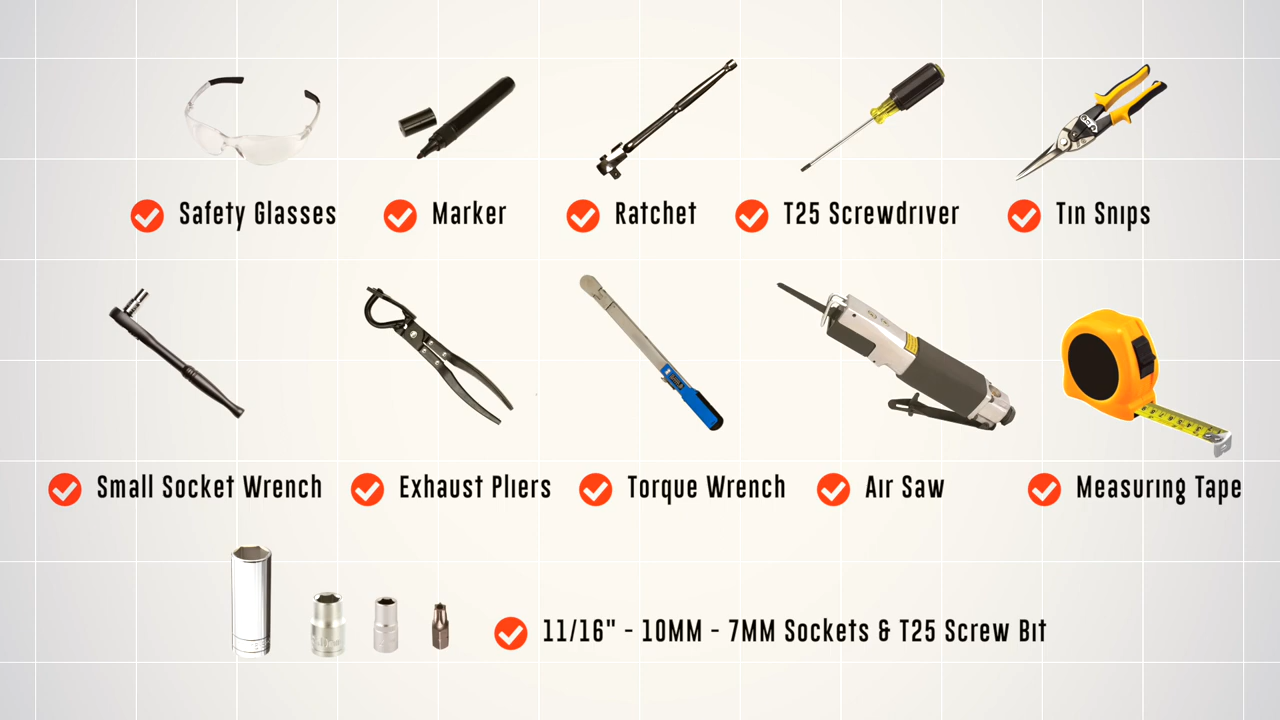 Safety Glasses
Marker
Ratchet
T25 Screwdriver
Tin Snips
Small Socket Wrench
Exhaust Pliers
Torque Wrench
Air Saw
Measuring Tape
11/16" - 10MM - 7MM Sockets & T25 Screw Bit